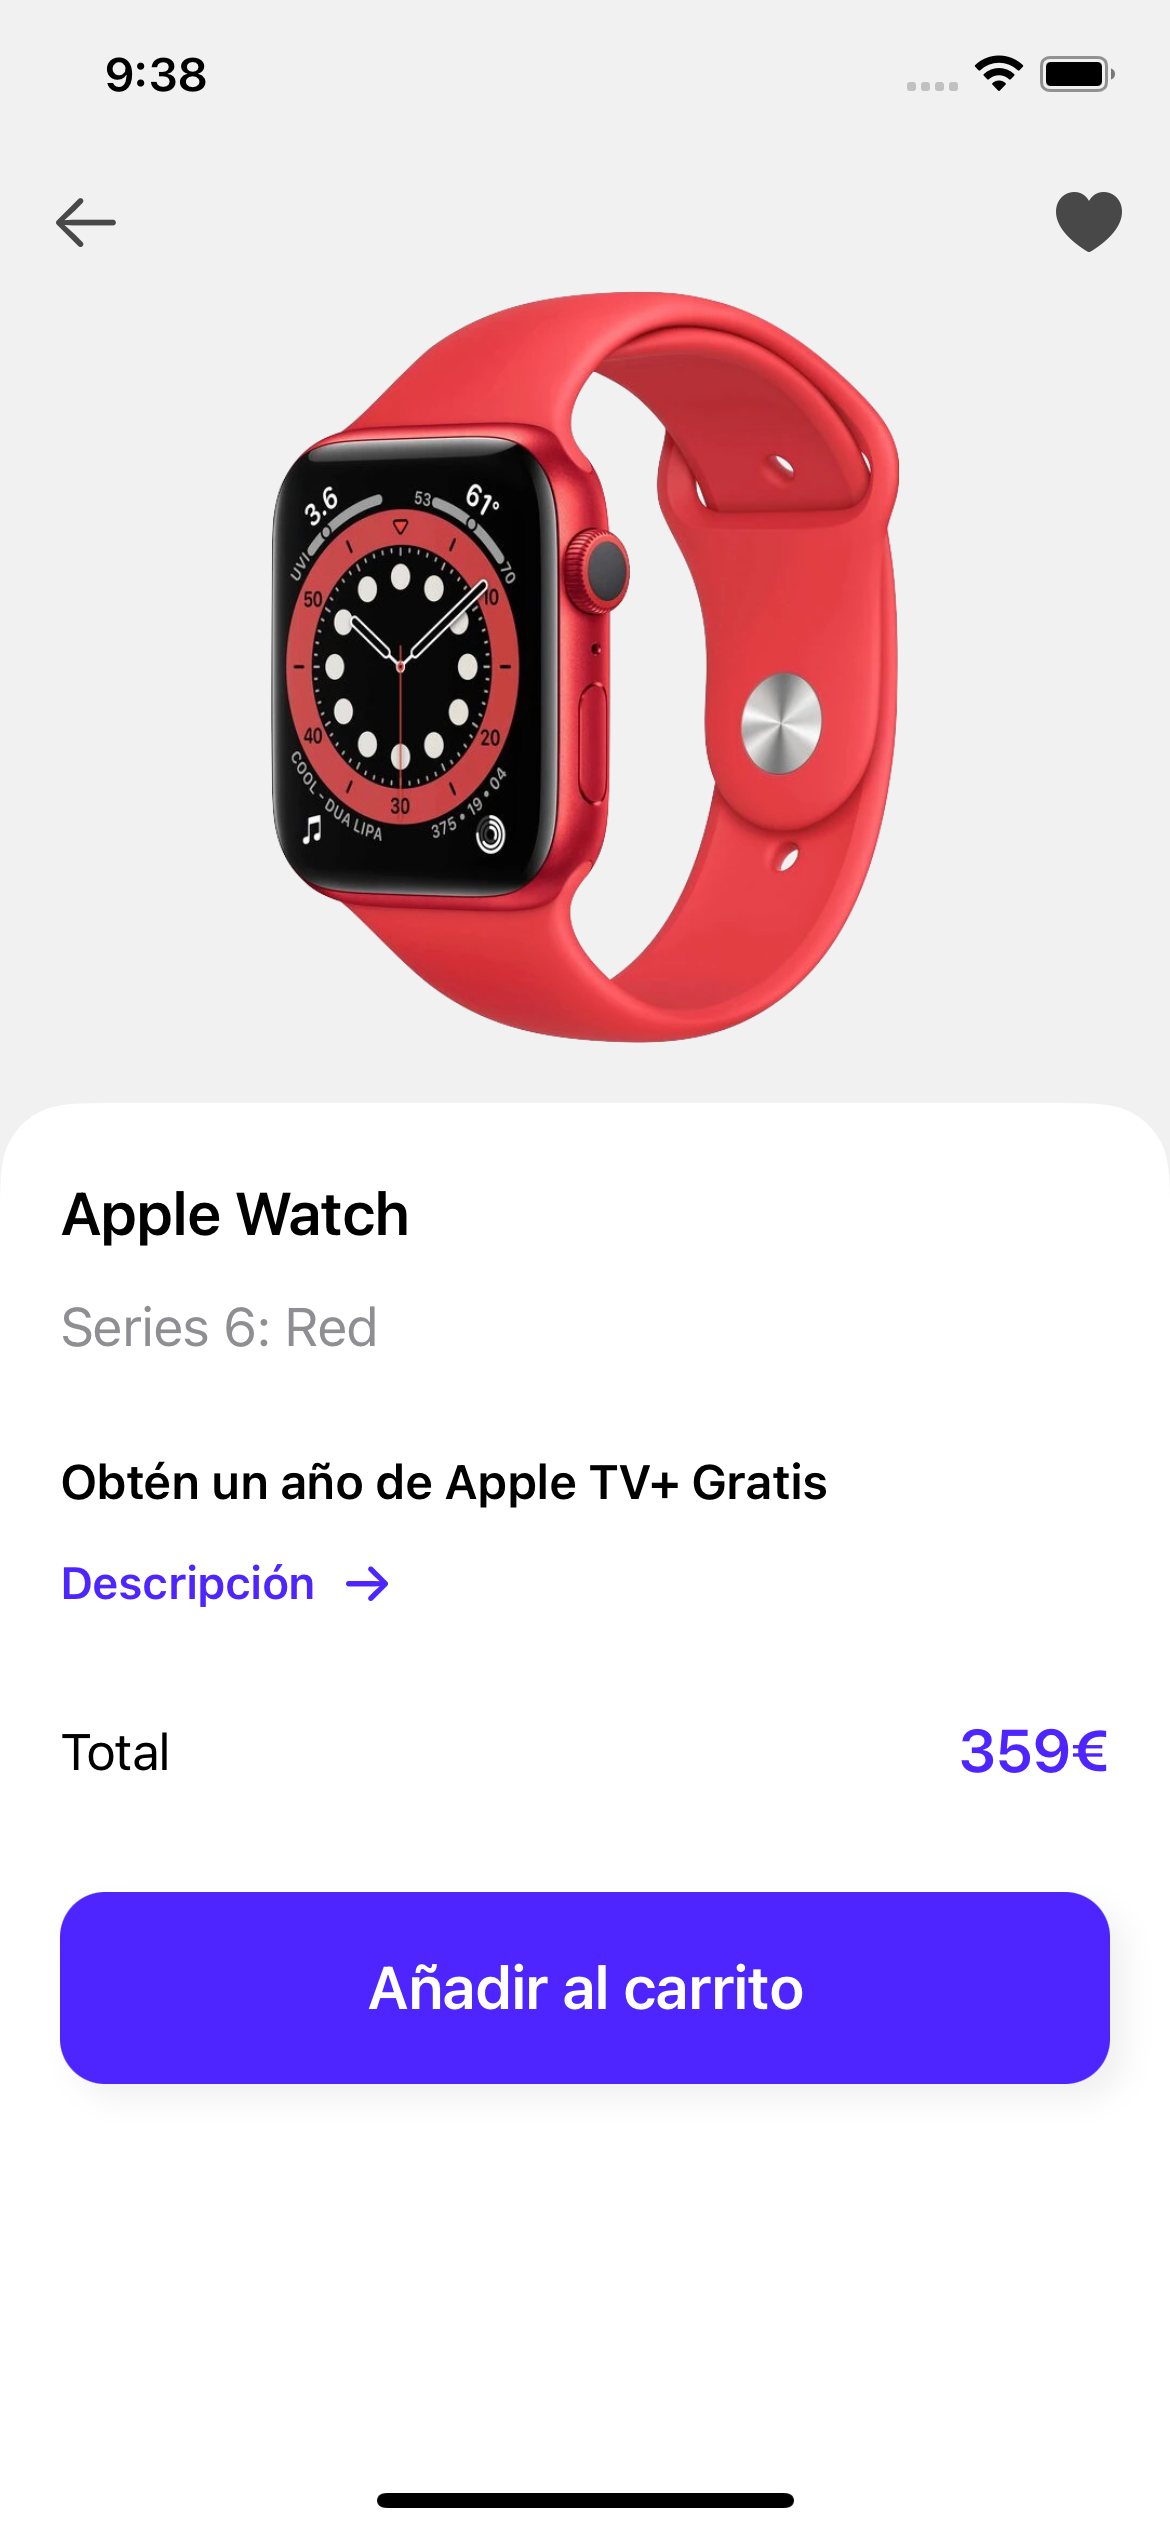 9:38
3.6
53
61°
UVI
70
50
10
40
20
30
COOL - DUA LIPA
375 • 19 • 04
Apple Watch
Series 6: Red
Obtén un año de Apple TV+ Gratis
Descripción →
Total
359€
Añadir al carrito